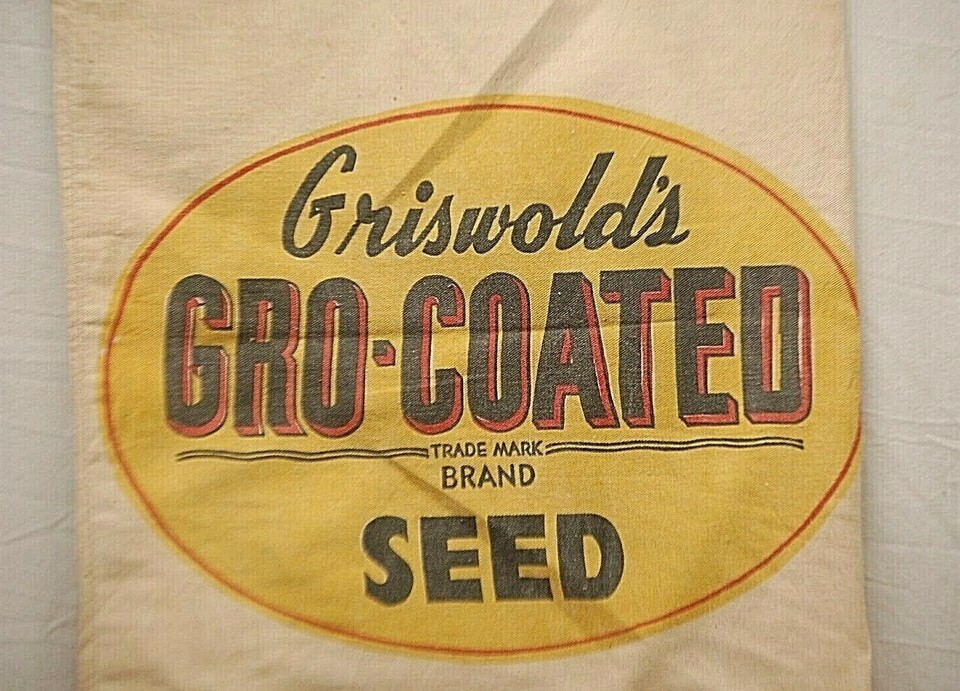 Griswold's
GRO-COATED
TRADE MARK
BRAND
SEED